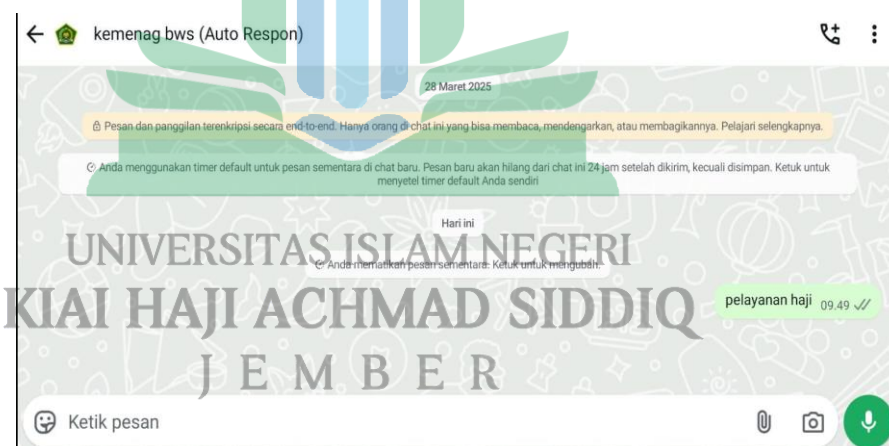 kemenag bws (Auto Respon)
28 Maret 2025
Pesan dan panggilan terenkripsi secara end-to-end. Hanya orang di chat ini yang bisa membaca, mendengarkan, atau membagikannya. Pelajari selengkapnya.
Anda menggunakan timer default untuk pesan sementara di chat baru. Pesan baru akan hilang dari chat ini 24 jam setelah dikirim, kecuali disimpan. Ketuk untuk
menyetel timer default Anda sendiri
Hari ini
UNIVERSITAS ISLAM NEGERI
Anda mematikan pesan sementara. Ketuk untuk mengubah.
KIAI HAJI ACHMAD SIDDIQ
pelayanan haji 09.49
JEMBER
Ketik pesan